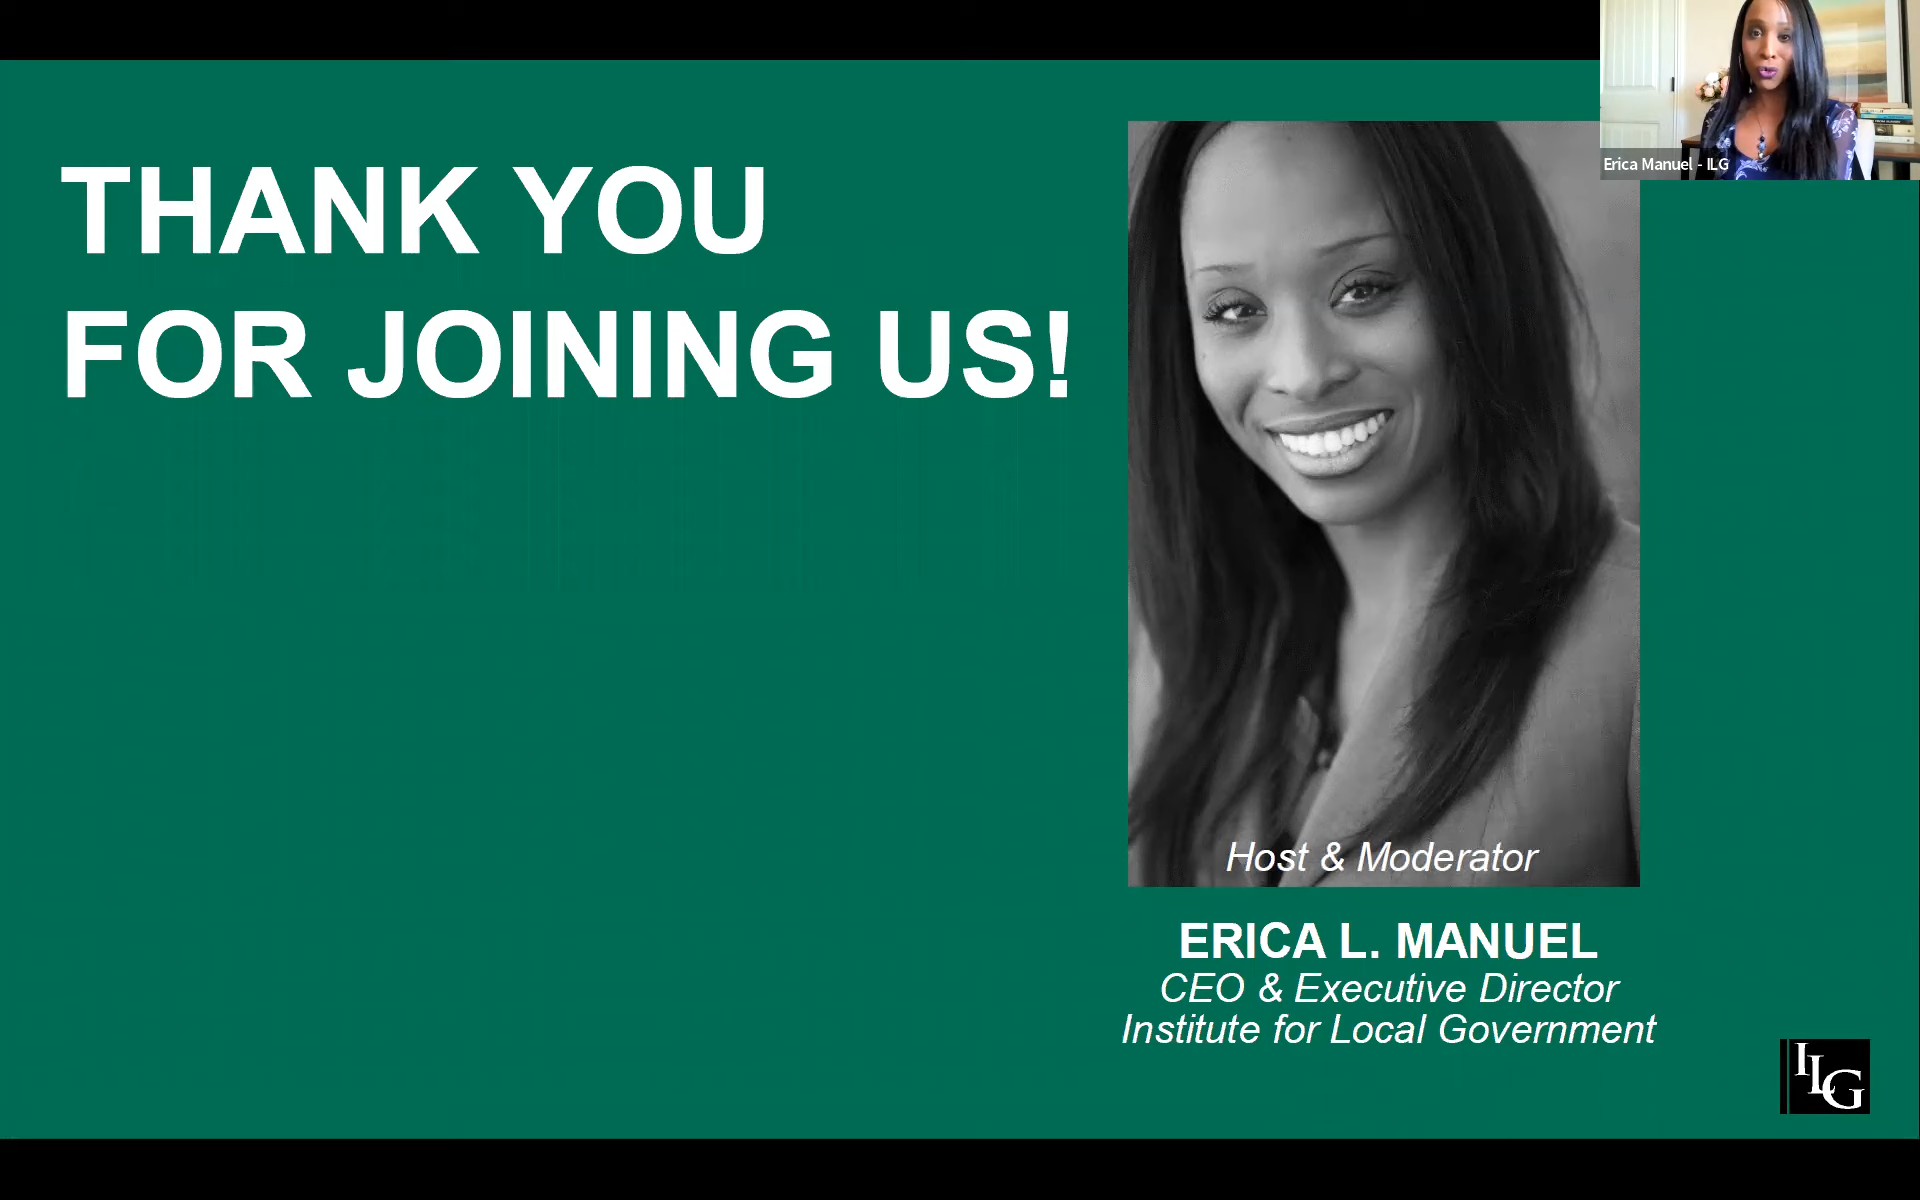 THANK YOU
FOR JOINING US!
Erica Manuel - ILG
Host & Moderator
ERICA L. MANUEL
CEO & Executive Director
Institute for Local Government
ILG